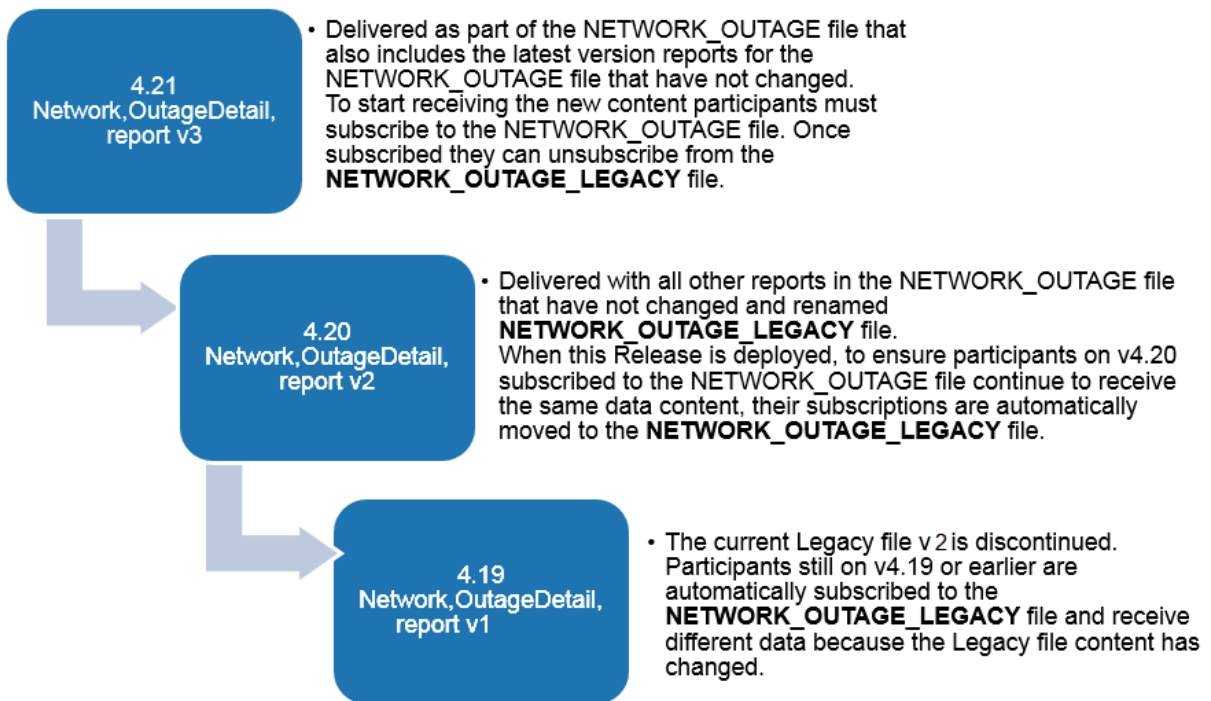 4.21
Network,OutageDetail,
report v3
• Delivered as part of the NETWORK_OUTAGE file that
also includes the latest version reports for the
NETWORK_OUTAGE file that have not changed.
To start receiving the new content participants must
subscribe to the NETWORK_OUTAGE file. Once
subscribed they can unsubscribe from the
NETWORK_OUTAGE_LEGACY file.
4.20
Network,OutageDetail,
report v2
• Delivered with all other reports in the NETWORK_OUTAGE file
that have not changed and renamed
NETWORK_OUTAGE_LEGACY file.
When this Release is deployed, to ensure participants on v4.20
subscribed to the NETWORK_OUTAGE file continue to receive
the same data content, their subscriptions are automatically
moved to the NETWORK_OUTAGE_LEGACY file.
4.19
Network,OutageDetail,
report v1
• The current Legacy file v 2 is discontinued.
Participants still on v4.19 or earlier are
automatically subscribed to the
NETWORK_OUTAGE_LEGACY file and receive
different data because the Legacy file content has
changed.